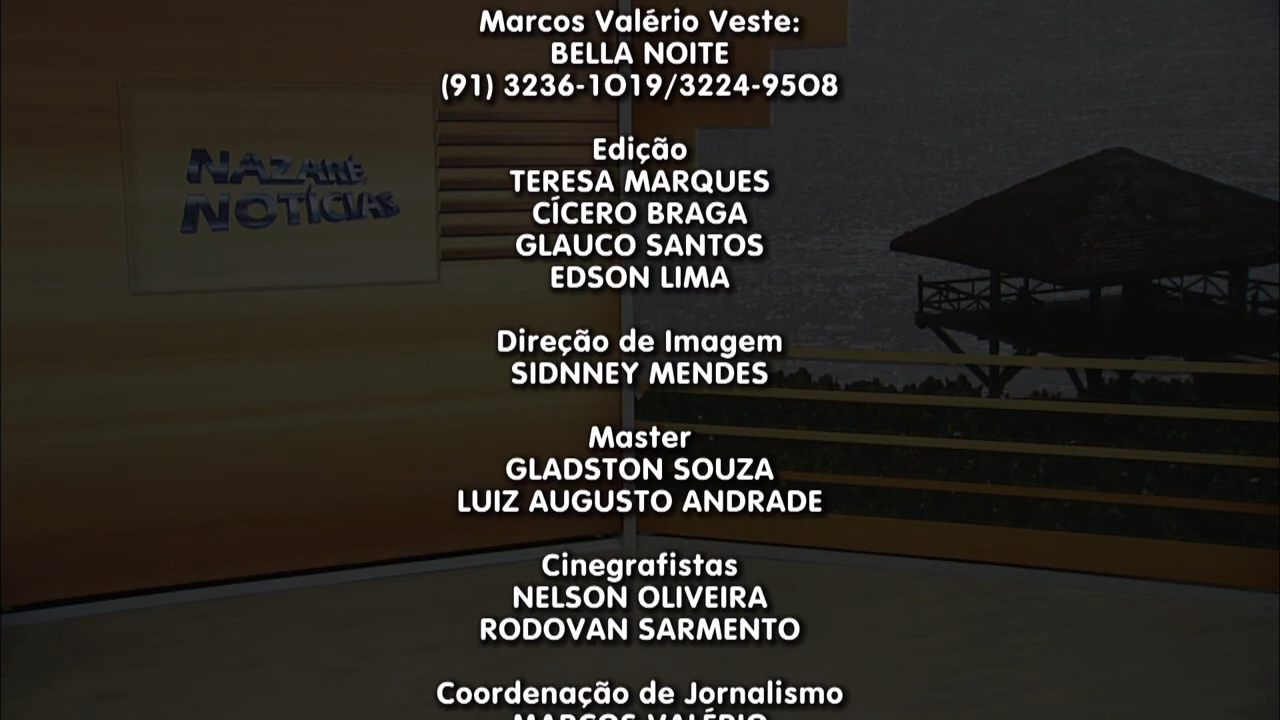 Marcos Valério Veste:
BELLA NOITE
(91) 3236-1019/3224-9508
Edição
TERESA MARQUES
CÍCERO BRAGA
GLAUCO SANTOS
EDSON LIMA
Direção de Imagem
SIDNNEY MENDES
Master
GLADSTON SOUZA
LUIZ AUGUSTO ANDRADE
Cinegrafistas
NELSON OLIVEIRA
RODOVAN SARMENTO
Coordenação de Jornalismo
MARCOS VALÉRIO
NAZARÉ
NOTÍCIAS